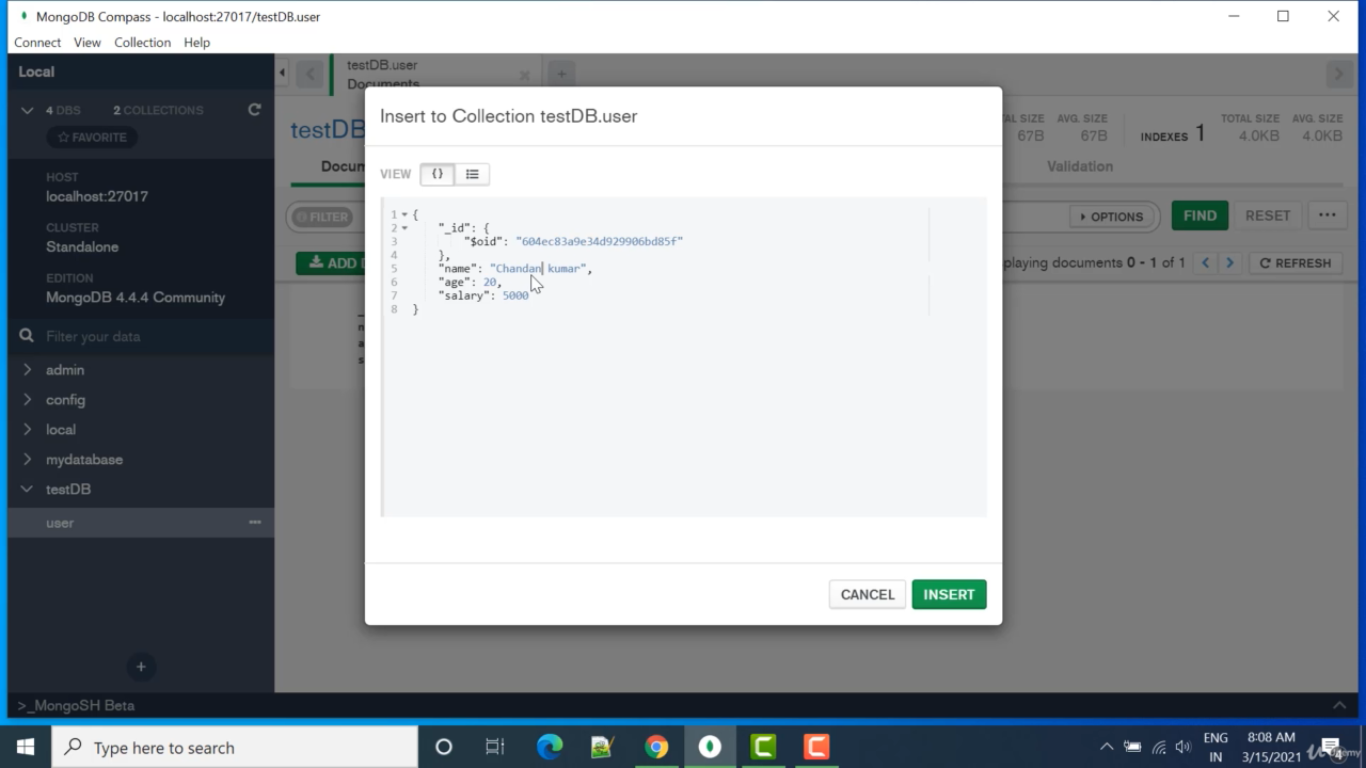 MongoDB Compass - localhost:27017/testDB.user
Connect View Collection Help
Local
4 DBS 2 COLLECTIONS
FAVORITE
HOST
localhost:27017
CLUSTER
Standalone
EDITION
MongoDB 4.4.4 Community
Filter your data
admin
config
local
mydatabase
testDB
user
testDB.user
Documents
testDB
AL SIZE AVG. SIZE
67B 67B
INDEXES 1
TOTAL SIZE AVG. SIZE
4.0KB 4.0KB
Docum
Validation
FILTER
OPTIONS
FIND
RESET
ADD D
playing documents 0 - 1 of 1
REFRESH
Insert to Collection testDB.user
VIEW {}
1 {
2 "_id": {
3 "$oid": "604ec83a9e34d929906bd85f"
4 },
5 "name": "Chandan kumar",
6 "age": 20,
7 "salary": 5000
8 }
CANCEL
INSERT
>_MongoSH Beta
Type here to search
ENG
IN
8:08 AM
3/15/2021
4